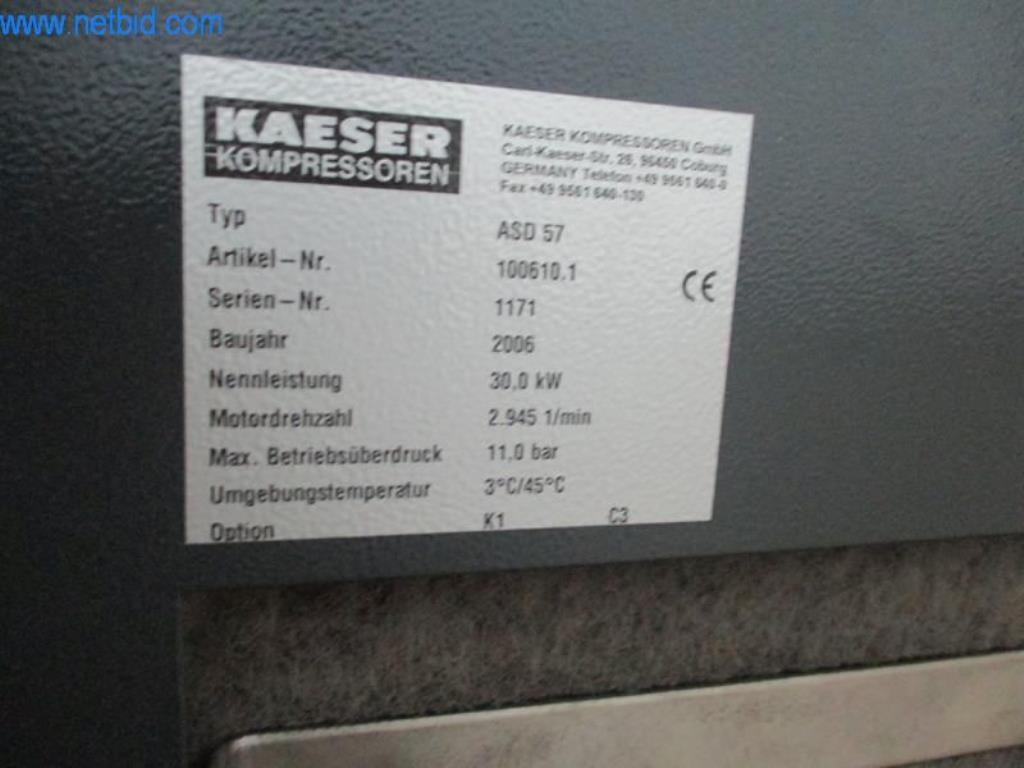 www.netbid.com
KAESER
KOMPRESSOREN
KAESER KOMPRESSOREN GmbH
Carl-Kaeser-Str. 26, 96450 Coburg
GERMANY Telefon +49 9561 640-0
Fax +49 9561 640-130
Typ ASD 57
Artikel-Nr. 100610.1
Serien-Nr. 1171
Baujahr 2006
Nennleistung 30,0 kW
Motordrehzahl 2.945 1/min
Max. Betriebsüberdruck 11,0 bar
Umgebungstemperatur 3°C/45°C
Option K1 C3
CE